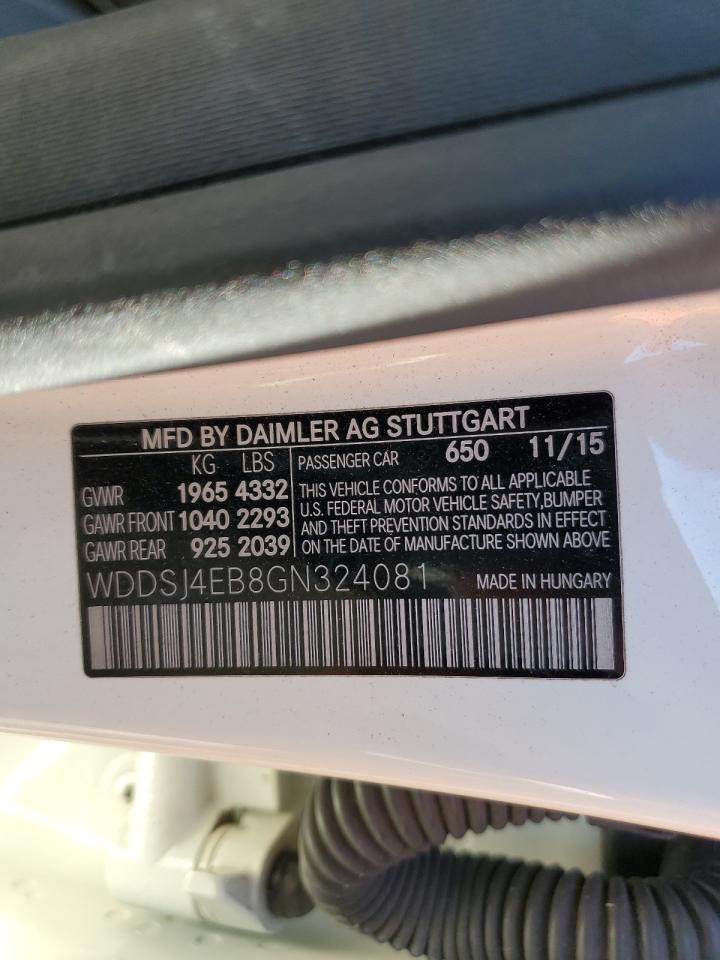 MFD BY DAIMLER AG STUTTGART
KG LBS
GVWR 1965 4332
GAWR FRONT 1040 2293
GAWR REAR 925 2039
PASSENGER CAR 650 11/15
THIS VEHICLE CONFORMS TO ALL APPLICABLE
U.S. FEDERAL MOTOR VEHICLE SAFETY, BUMPER
AND THEFT PREVENTION STANDARDS IN EFFECT
ON THE DATE OF MANUFACTURE SHOWN ABOVE
WDDSJ4EB8GN324081 MADE IN HUNGARY